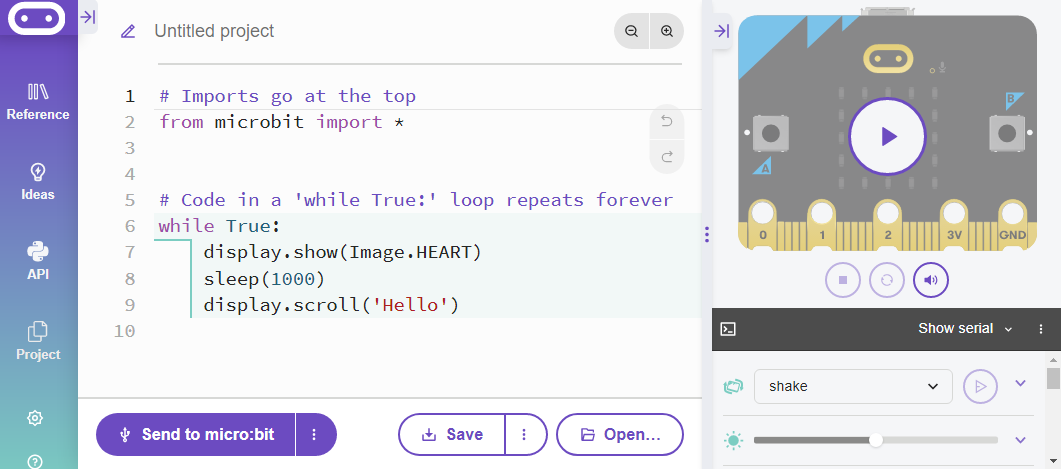 Untitled project
Reference
Ideas
API
Project
1 # Imports go at the top
2 from microbit import *
3
4
5 # Code in a 'while True:' loop repeats forever
6 while True:
7 display.show(Image.HEART)
8 sleep(1000)
9 display.scroll('Hello')
10
Send to micro:bit
Save
Open...
A
B
0 1 2 3V GND
Show serial
shake